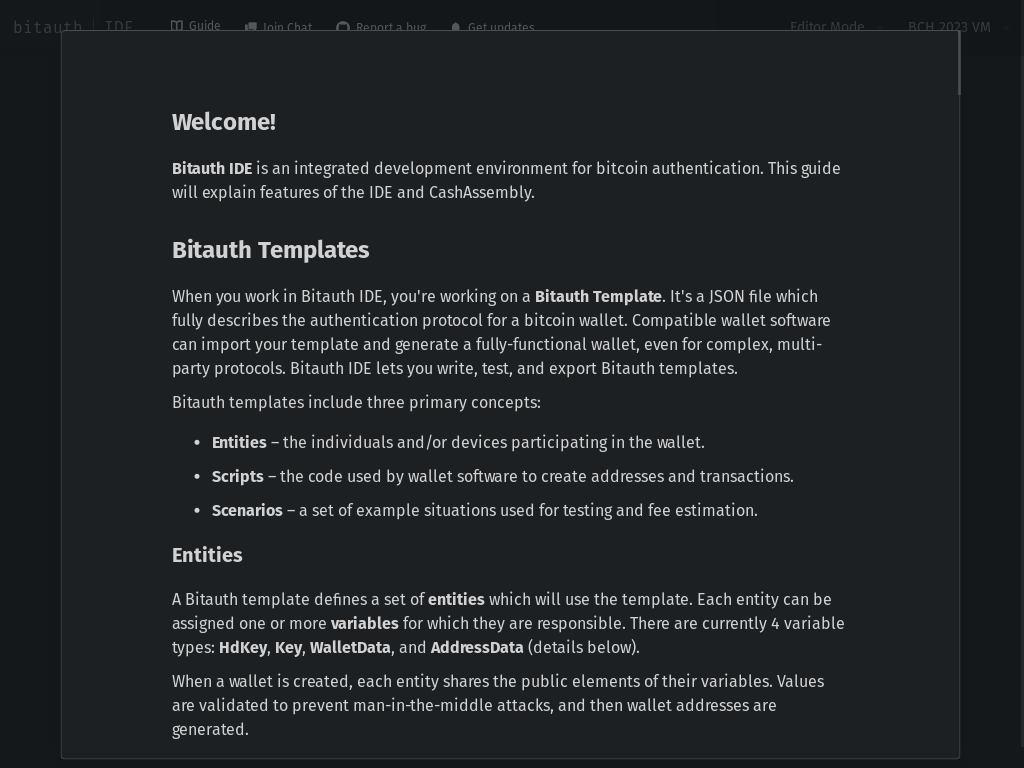 bitauth | IDE Guide Join Chat Report a bug Get updates Editor Mode BCH 2023 VM
Welcome!
Bitauth IDE is an integrated development environment for bitcoin authentication. This guide
will explain features of the IDE and CashAssembly.
Bitauth Templates
When you work in Bitauth IDE, you're working on a Bitauth Template. It's a JSON file which
fully describes the authentication protocol for a bitcoin wallet. Compatible wallet software
can import your template and generate a fully-functional wallet, even for complex, multi-
party protocols. Bitauth IDE lets you write, test, and export Bitauth templates.
Bitauth templates include three primary concepts:
• Entities – the individuals and/or devices participating in the wallet.
• Scripts – the code used by wallet software to create addresses and transactions.
• Scenarios – a set of example situations used for testing and fee estimation.
Entities
A Bitauth template defines a set of entities which will use the template. Each entity can be
assigned one or more variables for which they are responsible. There are currently 4 variable
types: HdKey, Key, WalletData, and AddressData (details below).
When a wallet is created, each entity shares the public elements of their variables. Values
are validated to prevent man-in-the-middle attacks, and then wallet addresses are
generated.